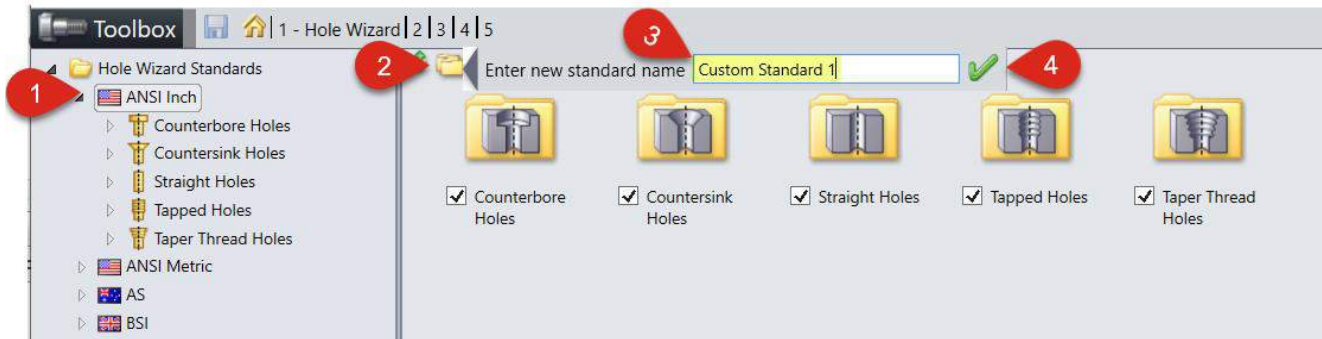 Toolbox 1 - Hole Wizard 2 3 4 5
Hole Wizard Standards
2
Enter new standard name
3
Custom Standard 1
4
1
ANSI Inch
Counterbore Holes
Countersink Holes
Straight Holes
Tapped Holes
Taper Thread Holes
ANSI Metric
AS
BSI
Counterbore
Holes
Countersink
Holes
Straight Holes
Tapped Holes
Taper Thread
Holes